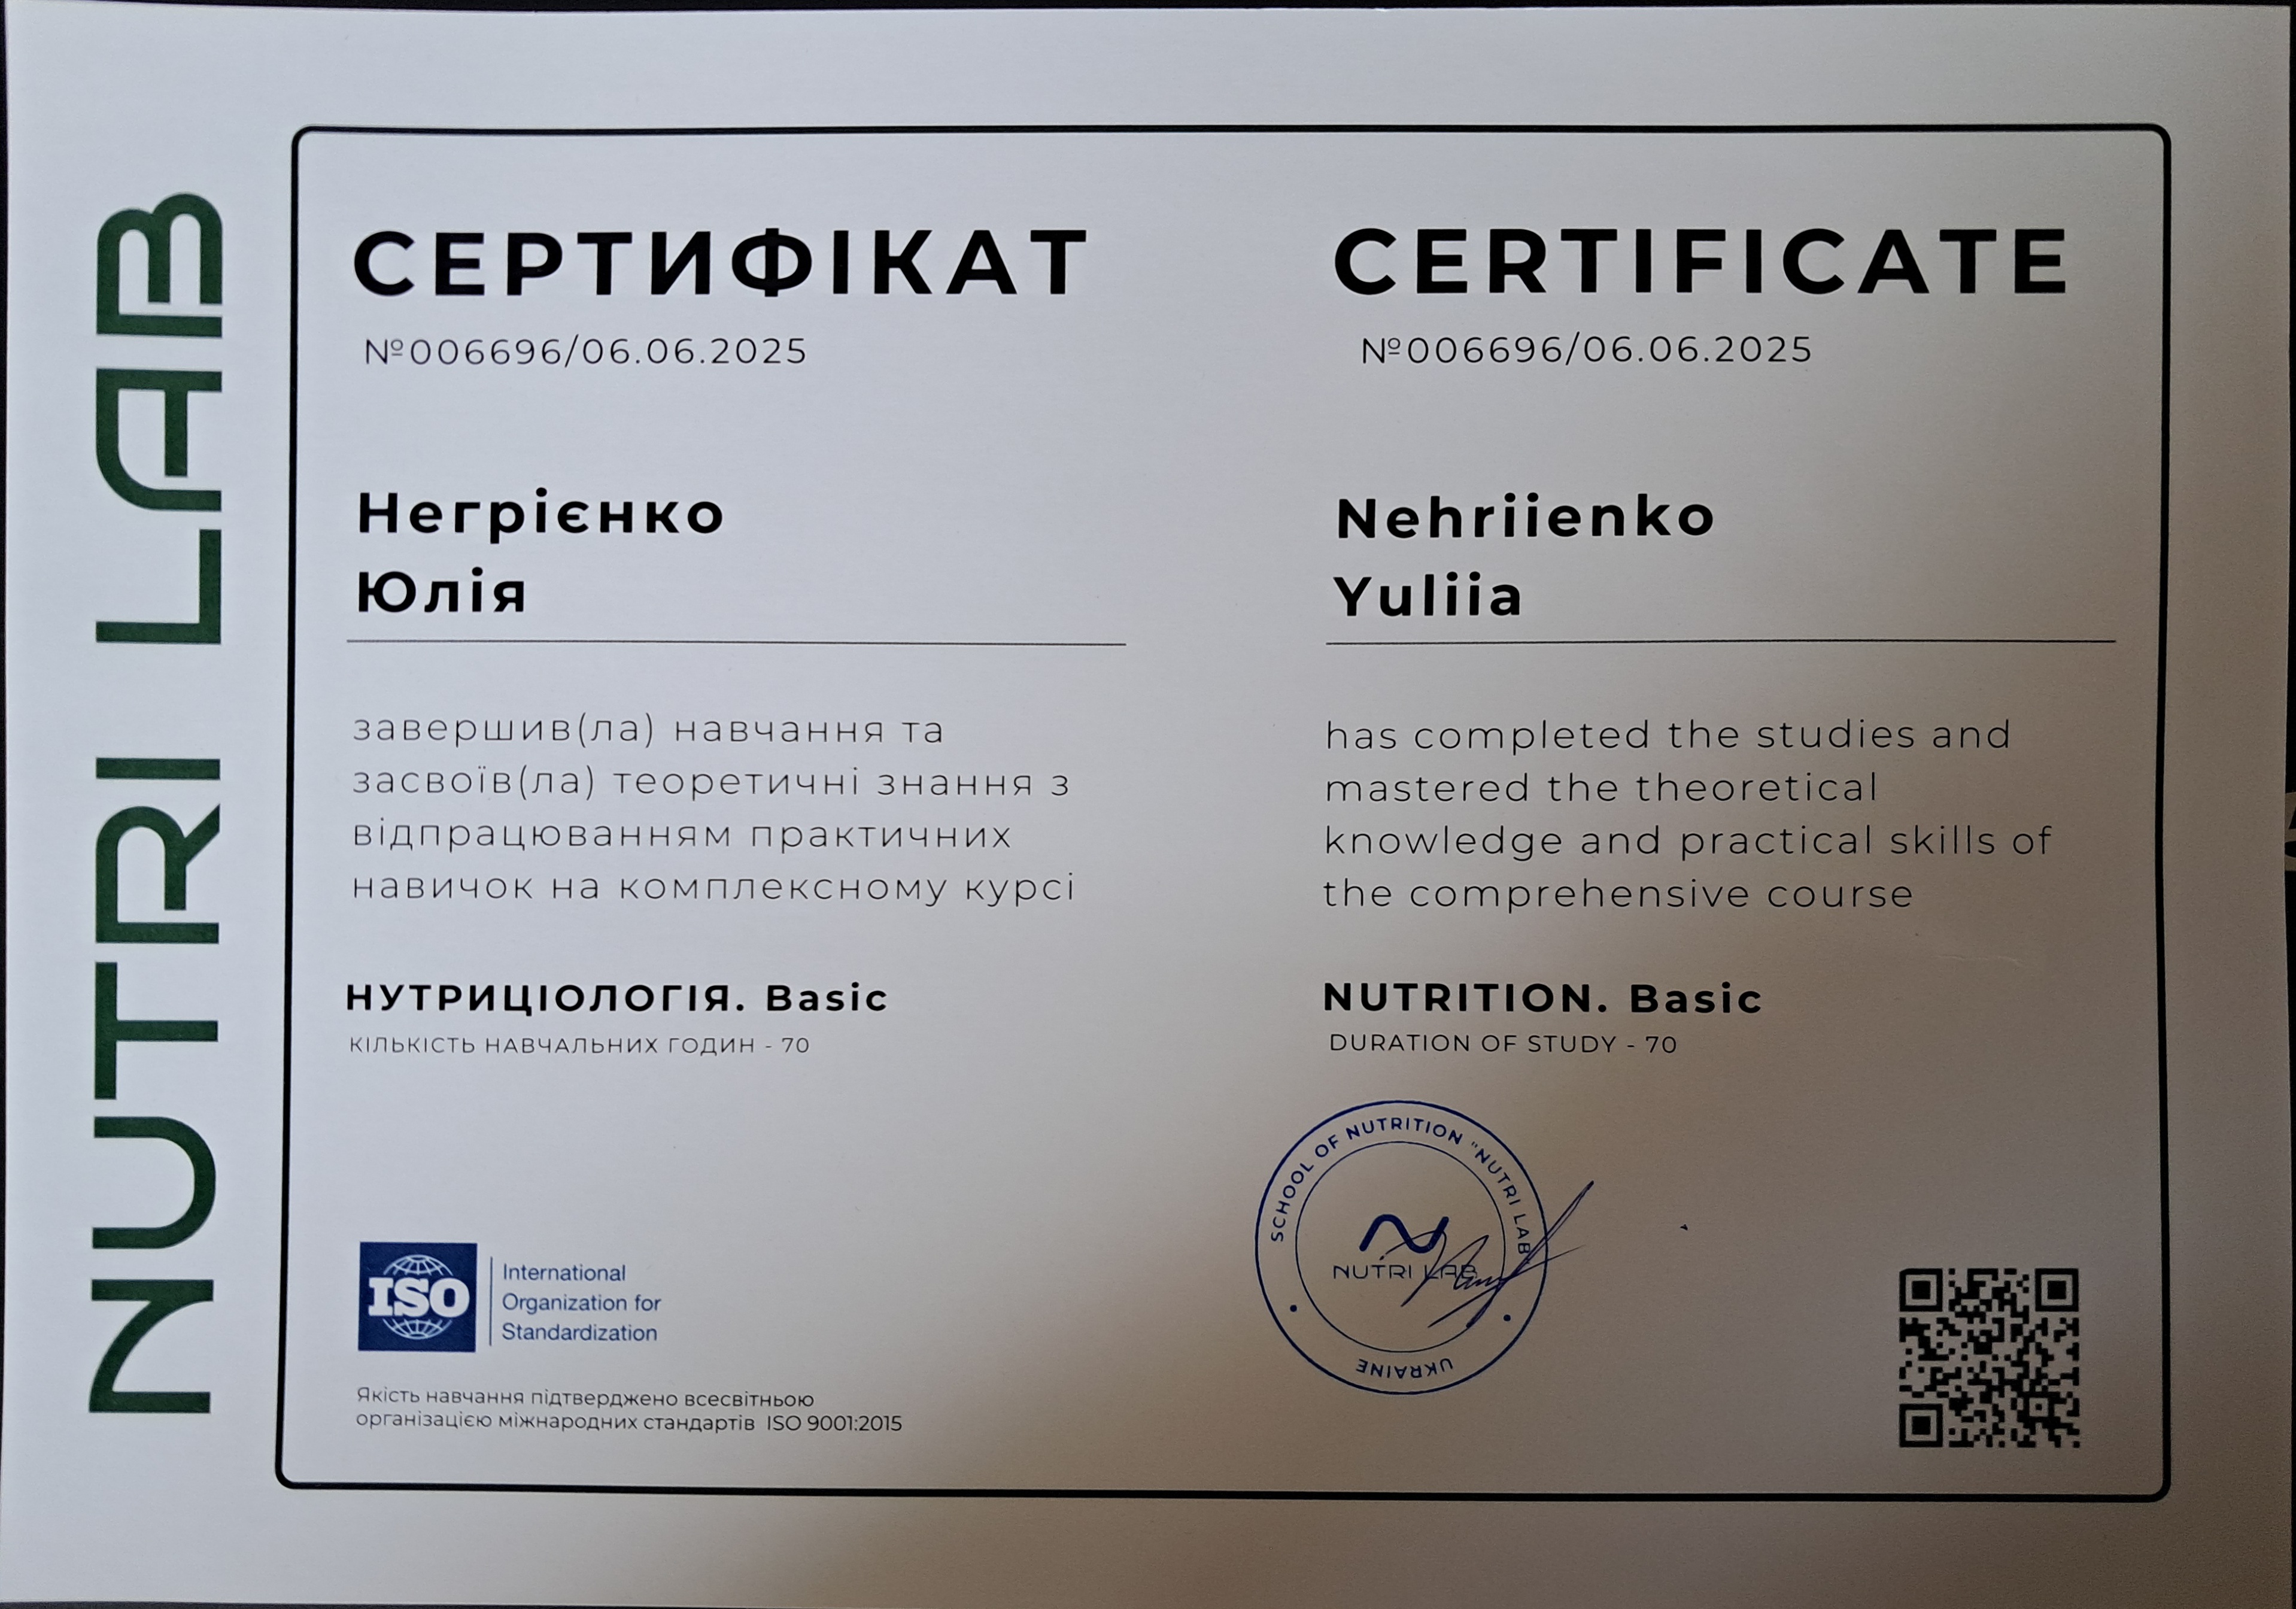 NUTRI LAB
СЕРТИФІКАТ
№006696/06.06.2025
Негрієнко
Юлія
завершив(ла) навчання та
засвоїв(ла) теоретичні знання з
відпрацюванням практичних
навичок на комплексному курсі
НУТРИЦІОЛОГІЯ. Basic
КІЛЬКІСТЬ НАВЧАЛЬНИХ ГОДИН - 70
ISO
International
Organization for
Standardization
Якість навчання підтверджено всесвітньою
організацією міжнародних стандартів ISO 9001:2015
CERTIFICATE
№006696/06.06.2025
Nehriienko
Yuliia
has completed the studies and
mastered the theoretical
knowledge and practical skills of
the comprehensive course
NUTRITION. Basic
DURATION OF STUDY - 70
SCHOOL OF NUTRITION "NUTRI LAB"
NUTRI LAB
UKRAINE